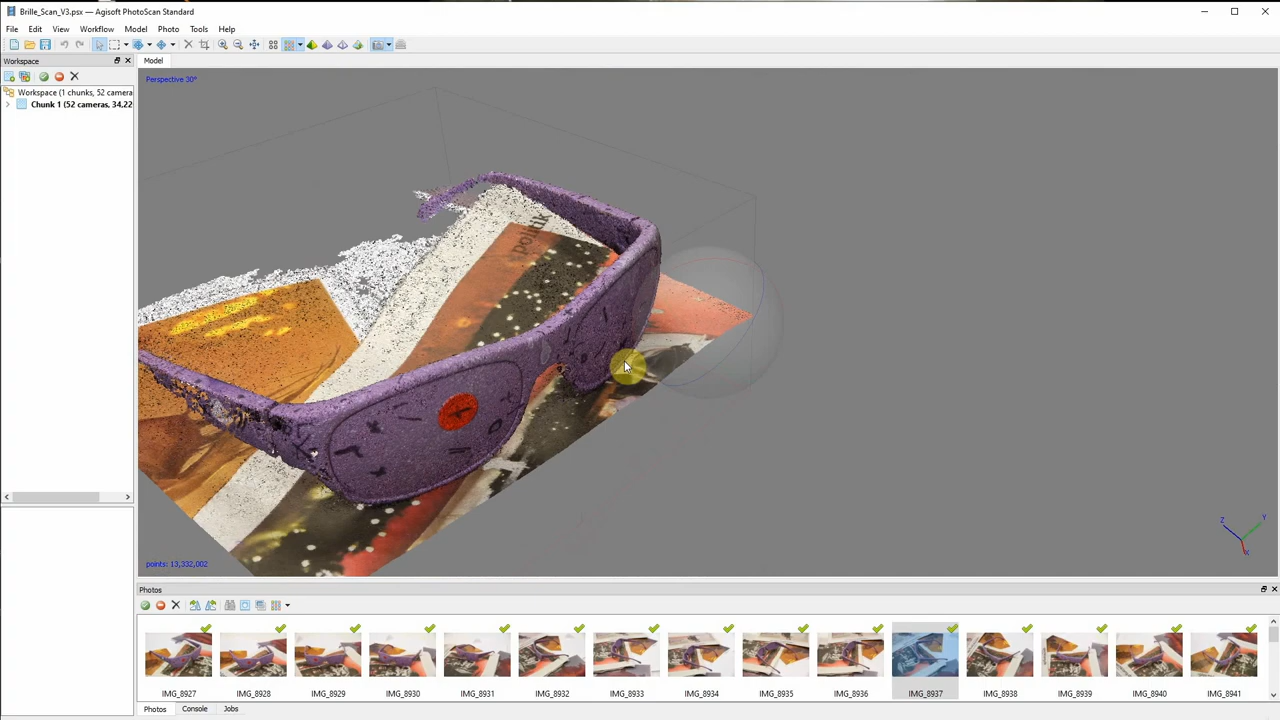 Brille_Scan_V3.psx — Agisoft PhotoScan Standard
File Edit View Workflow Model Photo Tools Help
Workspace
Model
Workspace (1 chunks, 52 camera
Chunk 1 (52 cameras, 34,22
Perspective 30°
politik
Z Y X
points: 13,332,002
Photos
IMG_8927 IMG_8928 IMG_8929 IMG_8930 IMG_8931 IMG_8932 IMG_8933 IMG_8934 IMG_8935 IMG_8936 IMG_8937 IMG_8938 IMG_8939 IMG_8940 IMG_8941
Photos Console Jobs